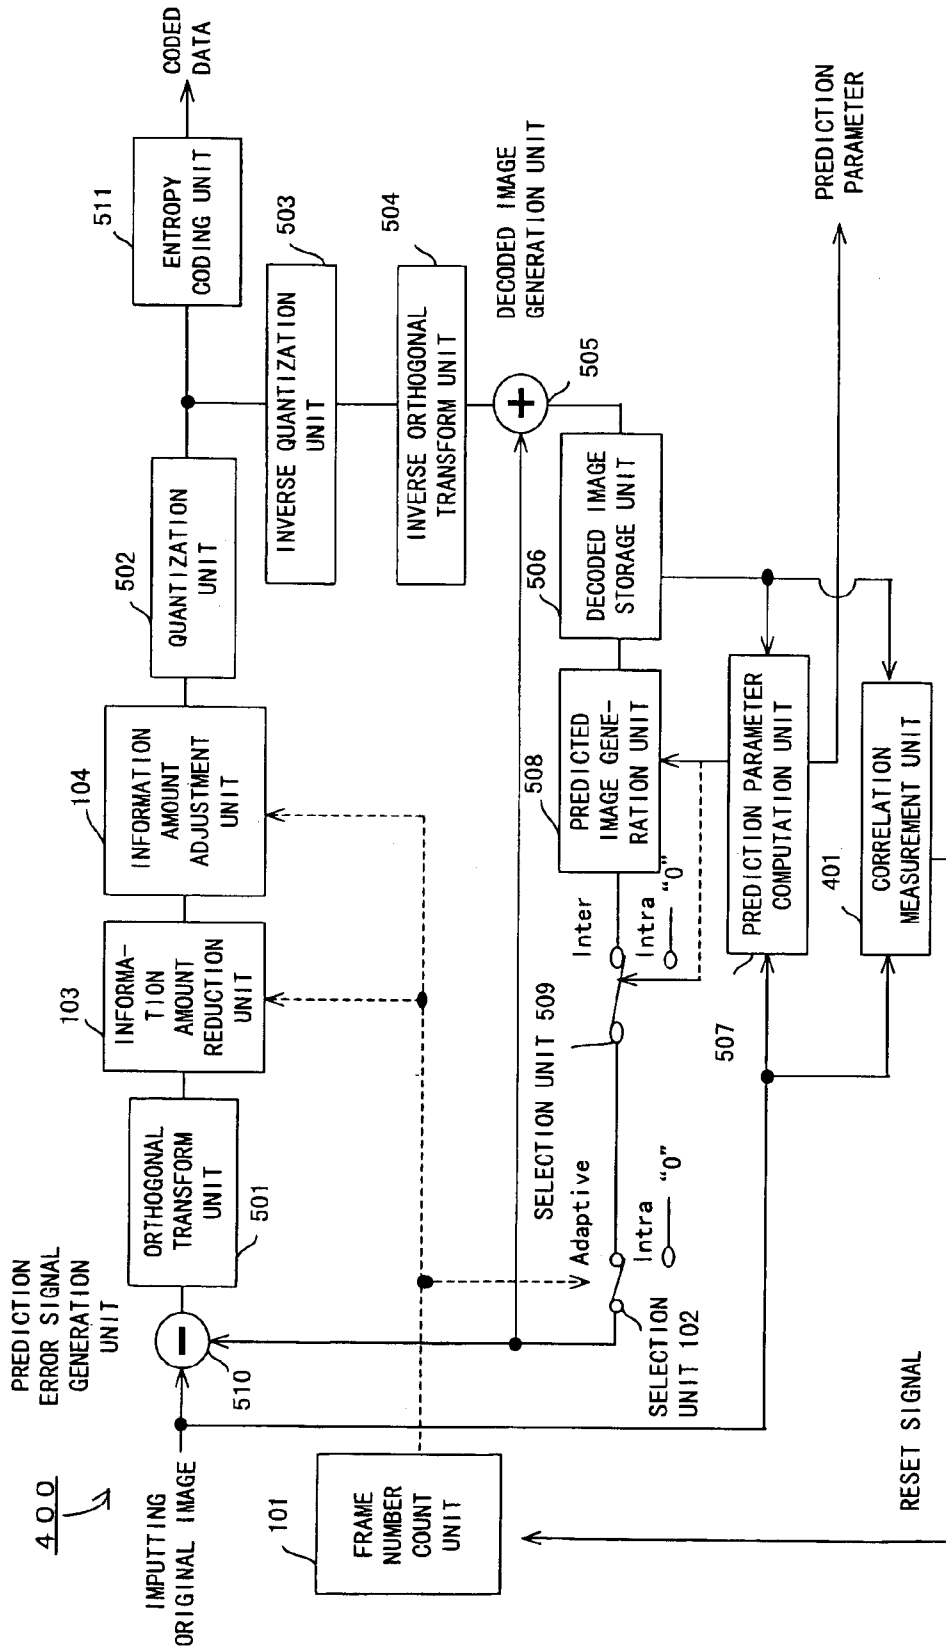 400
IMPUTTING
ORIGINAL IMAGE
PREDICTION
ERROR SIGNAL
GENERATION
UNIT
510
ORTHOGONAL
TRANSFORM
UNIT
501
103
INFORMA-
TION
AMOUNT
REDUCTION
UNIT
104
INFORMATION
AMOUNT
ADJUSTMENT
UNIT
502
QUANTIZATION
UNIT
511
ENTROPY
CODING UNIT
CODED
DATA
503
INVERSE QUANTIZATION
UNIT
504
INVERSE ORTHOGONAL
TRANSFORM UNIT
DECODED IMAGE
GENERATION UNIT
505
101
FRAME
NUMBER
COUNT
UNIT
Adaptive
Intra "0"
SELECTION
UNIT 102
SELECTION UNIT 509
Inter
Intra "0"
508
PREDICTED
IMAGE GENE-
RATION UNIT
506
DECODED IMAGE
STORAGE UNIT
507
PREDICTION PARAMETER
COMPUTATION UNIT
PREDICTION
PARAMETER
401
CORRELATION
MEASUREMENT UNIT
RESET SIGNAL